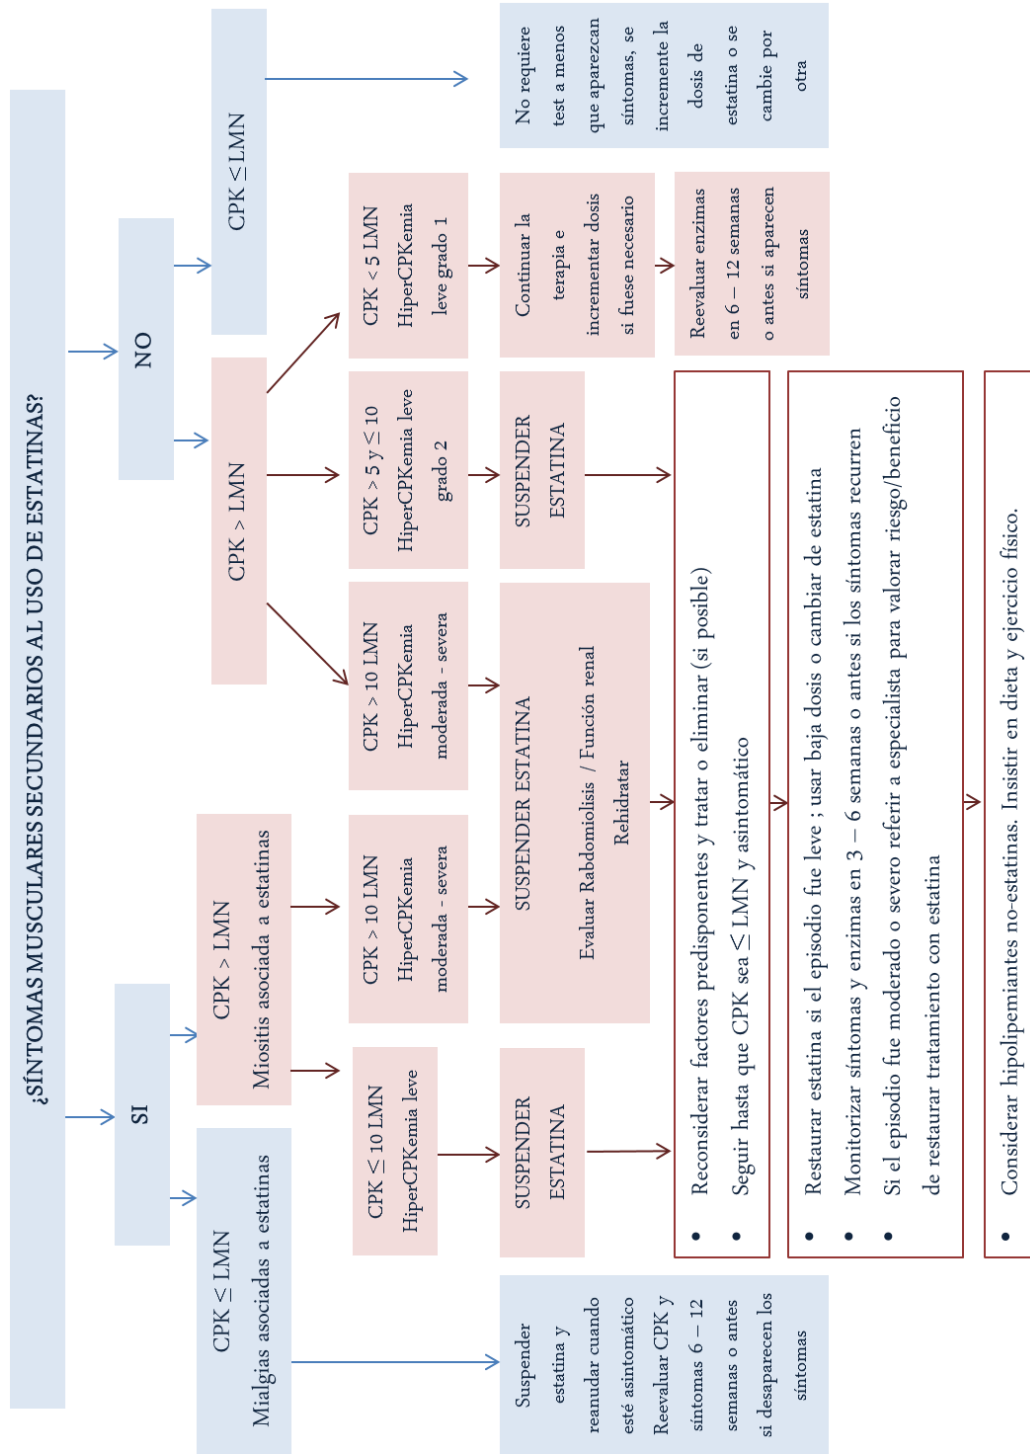 ¿SÍNTOMAS MUSCULARES SECUNDARIOS AL USO DE ESTATINAS?
SI
NO
CPK ≤ LMN
Mialgias asociadas a estatinas
CPK > LMN
Miositis asociada a estatinas
CPK > LMN
CPK ≤ LMN
CPK ≤ 10 LMN
HiperCPKemia leve
CPK > 10 LMN
HiperCPKemia
moderada - severa
CPK > 10 LMN
HiperCPKemia
moderada - severa
CPK > 5 y ≤ 10
HiperCPKemia leve
grado 2
CPK < 5 LMN
HiperCPKemia
leve grado 1
Suspender
estatina y
reanudar cuando
esté asintomático
Reevaluar CPK y
síntomas 6 – 12
semanas o antes
si desaparecen los
síntomas
SUSPENDER
ESTATINA
SUSPENDER ESTATINA
Evaluar Rabdomiolisis / Función renal
Rehidratar
SUSPENDER
ESTATINA
Continuar la
terapia e
incrementar dosis
si fuese necesario
No requiere
test a menos
que aparezcan
síntomas, se
incremente la
dosis de
estatina o se
cambie por
otra
Reevaluar enzimas
en 6 – 12 semanas
o antes si aparecen
síntomas
• Reconsiderar factores predisponentes y tratar o eliminar (si posible)
• Seguir hasta que CPK sea ≤ LMN y asintomático
• Restaurar estatina si el episodio fue leve ; usar baja dosis o cambiar de estatina
• Monitorizar síntomas y enzimas en 3 – 6 semanas o antes si los síntomas recurren
• Si el episodio fue moderado o severo referir a especialista para valorar riesgo/beneficio
de restaurar tratamiento con estatina
• Considerar hipolipemiantes no-estatinas. Insistir en dieta y ejercicio físico.